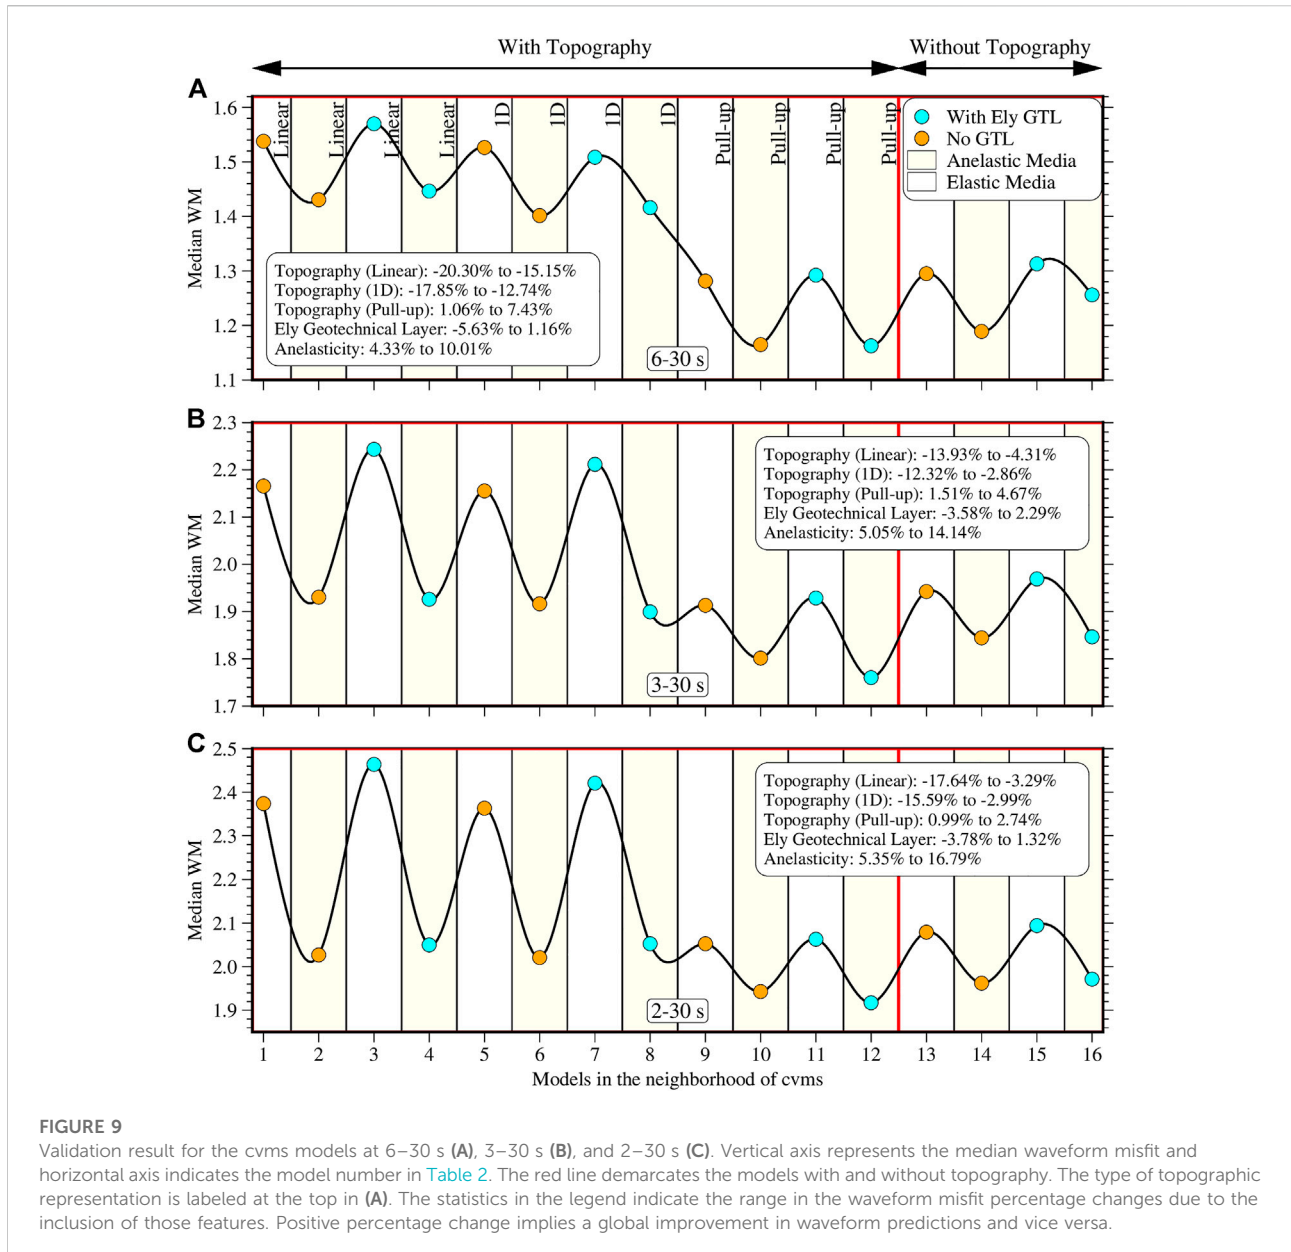 With Topography
Without Topography
A
Linear
Linear
Linear
Linear
1D
1D
1D
1D
Pull-up
Pull-up
Pull-up
Pull-up
With Ely GTL
No GTL
Anelastic Media
Elastic Media
1.6
1.5
1.4
1.3
1.2
1.1
Median WM
Topography (Linear): -20.30% to -15.15%
Topography (1D): -17.85% to -12.74%
Topography (Pull-up): 1.06% to 7.43%
Ely Geotechnical Layer: -5.63% to 1.16%
Anelasticity: 4.33% to 10.01%
6-30 s
B
2.3
2.2
2.1
2.0
1.9
1.8
1.7
Median WM
Topography (Linear): -13.93% to -4.31%
Topography (1D): -12.32% to -2.86%
Topography (Pull-up): 1.51% to 4.67%
Ely Geotechnical Layer: -3.58% to 2.29%
Anelasticity: 5.05% to 14.14%
3-30 s
C
2.5
2.4
2.3
2.2
2.1
2.0
1.9
Median WM
Topography (Linear): -17.64% to -3.29%
Topography (1D): -15.59% to -2.99%
Topography (Pull-up): 0.99% to 2.74%
Ely Geotechnical Layer: -3.78% to 1.32%
Anelasticity: 5.35% to 16.79%
2-30 s
1 2 3 4 5 6 7 8 9 10 11 12 13 14 15 16
Models in the neighborhood of cvms
FIGURE 9
Validation result for the cvms models at 6–30 s (A), 3–30 s (B), and 2–30 s (C). Vertical axis represents the median waveform misfit and
horizontal axis indicates the model number in Table 2. The red line demarcates the models with and without topography. The type of topographic
representation is labeled at the top in (A). The statistics in the legend indicate the range in the waveform misfit percentage changes due to the
inclusion of those features. Positive percentage change implies a global improvement in waveform predictions and vice versa.